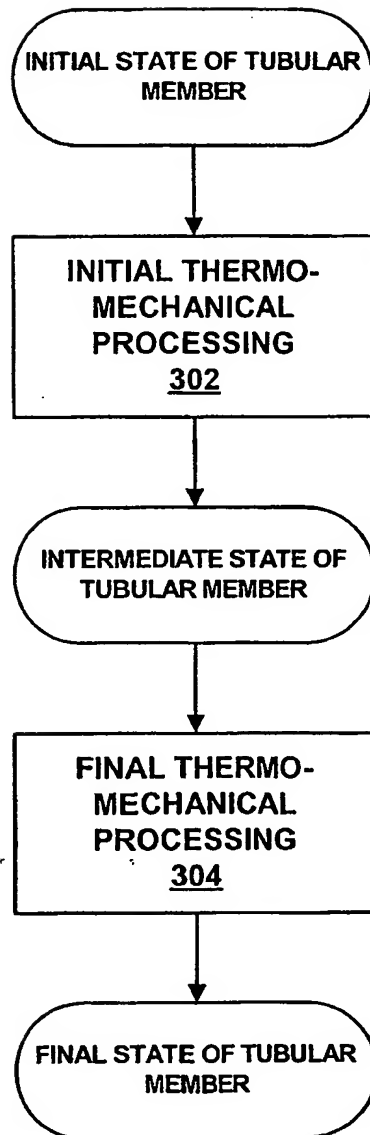 INITIAL STATE OF TUBULAR
MEMBER
INITIAL THERMO-
MECHANICAL
PROCESSING
302
INTERMEDIATE STATE OF
TUBULAR MEMBER
FINAL THERMO-
MECHANICAL
PROCESSING
304
FINAL STATE OF TUBULAR
MEMBER